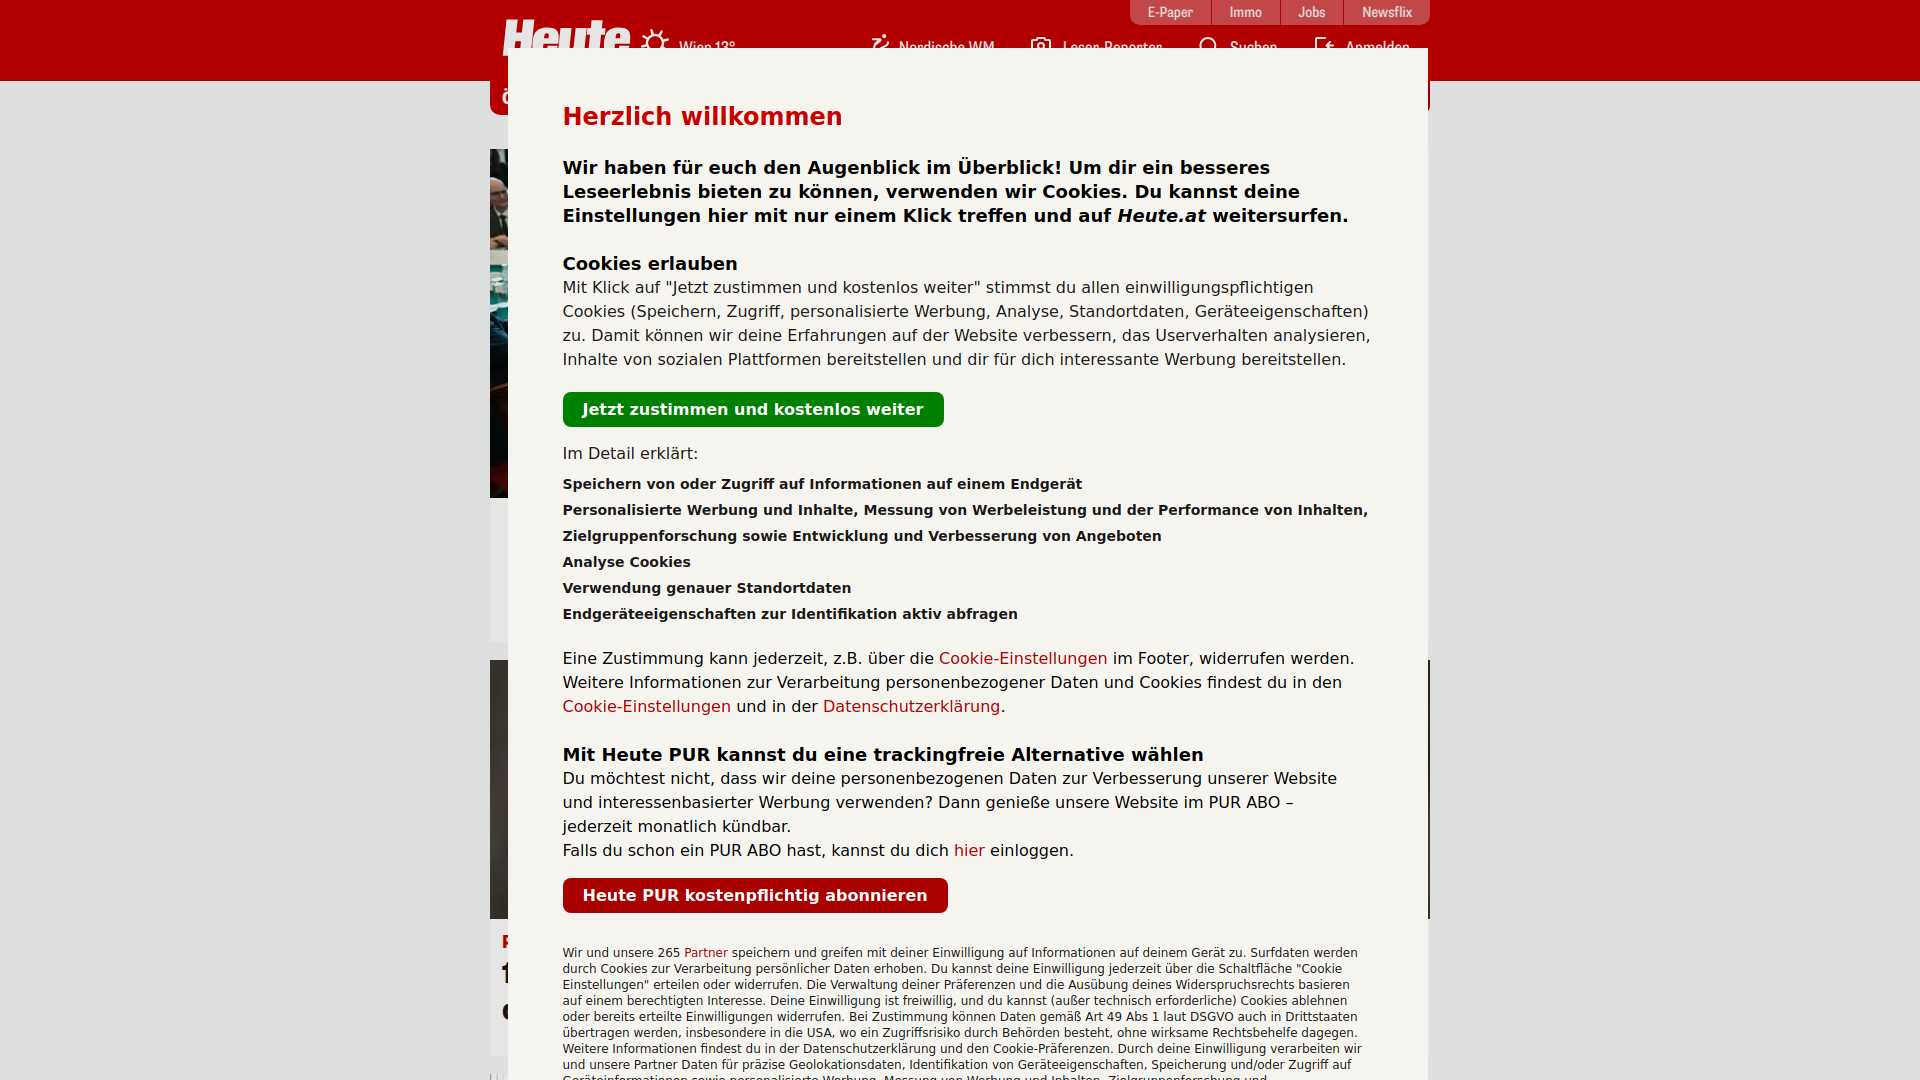 E-Paper
Immo
Jobs
Newsflix
Heute
Wien 13°
Nordische WM
Leser-Reporter
Suchen
Anmelden
Herzlich willkommen
Wir haben für euch den Augenblick im Überblick! Um dir ein besseres
Leseerlebnis bieten zu können, verwenden wir Cookies. Du kannst deine
Einstellungen hier mit nur einem Klick treffen und auf Heute.at weitersurfen.
Cookies erlauben
Mit Klick auf "Jetzt zustimmen und kostenlos weiter" stimmst du allen einwilligungspflichtigen
Cookies (Speichern, Zugriff, personalisierte Werbung, Analyse, Standortdaten, Geräteeigenschaften)
zu. Damit können wir deine Erfahrungen auf der Website verbessern, das Userverhalten analysieren,
Inhalte von sozialen Plattformen bereitstellen und dir für dich interessante Werbung bereitstellen.
Jetzt zustimmen und kostenlos weiter
Im Detail erklärt:
Speichern von oder Zugriff auf Informationen auf einem Endgerät
Personalisierte Werbung und Inhalte, Messung von Werbeleistung und der Performance von Inhalten,
Zielgruppenforschung sowie Entwicklung und Verbesserung von Angeboten
Analyse Cookies
Verwendung genauer Standortdaten
Endgeräteeigenschaften zur Identifikation aktiv abfragen
Eine Zustimmung kann jederzeit, z.B. über die Cookie-Einstellungen im Footer, widerrufen werden.
Weitere Informationen zur Verarbeitung personenbezogener Daten und Cookies findest du in den
Cookie-Einstellungen und in der Datenschutzerklärung.
Mit Heute PUR kannst du eine trackingfreie Alternative wählen
Du möchtest nicht, dass wir deine personenbezogenen Daten zur Verbesserung unserer Website
und interessenbasierter Werbung verwenden? Dann genieße unsere Website im PUR ABO –
jederzeit monatlich kündbar.
Falls du schon ein PUR ABO hast, kannst du dich hier einloggen.
Heute PUR kostenpflichtig abonnieren
Wir und unsere 265 Partner speichern und greifen mit deiner Einwilligung auf Informationen auf deinem Gerät zu. Surfdaten werden
durch Cookies zur Verarbeitung persönlicher Daten erhoben. Du kannst deine Einwilligung jederzeit über die Schaltfläche "Cookie
Einstellungen" erteilen oder widerrufen. Die Verwaltung deiner Präferenzen und die Ausübung deines Widerspruchsrechts basieren
auf einem berechtigten Interesse. Deine Einwilligung ist freiwillig, und du kannst (außer technisch erforderliche) Cookies ablehnen
oder bereits erteilte Einwilligungen widerrufen. Bei Zustimmung können Daten gemäß Art 49 Abs 1 laut DSGVO auch in Drittstaaten
übertragen werden, insbesondere in die USA, wo ein Zugriffsrisiko durch Behörden besteht, ohne wirksame Rechtsbehelfe dagegen.
Weitere Informationen findest du in der Datenschutzerklärung und den Cookie-Präferenzen. Durch deine Einwilligung verarbeiten wir
und unsere Partner Daten für präzise Geolokationsdaten, Identifikation von Geräteeigenschaften, Speicherung und/oder Zugriff auf
Geräteinformationen sowie personalisierte Werbung, Messung von Werbung und Inhalten, Zielgruppenforschung und